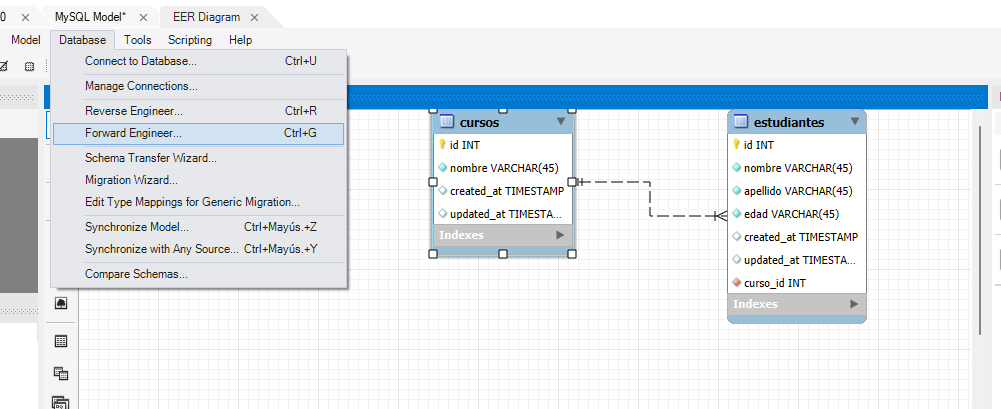 0 × MySQL Model* × EER Diagram ×
Model Database Tools Scripting Help
Connect to Database... Ctrl+U
Manage Connections...
Reverse Engineer... Ctrl+R
Forward Engineer... Ctrl+G
Schema Transfer Wizard...
Migration Wizard...
Edit Type Mappings for Generic Migration...
Synchronize Model... Ctrl+Mayús.+Z
Synchronize with Any Source... Ctrl+Mayús.+Y
Compare Schemas...
cursos
id INT
nombre VARCHAR(45)
created_at TIMESTAMP
updated_at TIMESTA...
Indexes
estudiantes
id INT
nombre VARCHAR(45)
apellido VARCHAR(45)
edad VARCHAR(45)
created_at TIMESTAMP
updated_at TIMESTA...
curso_id INT
Indexes